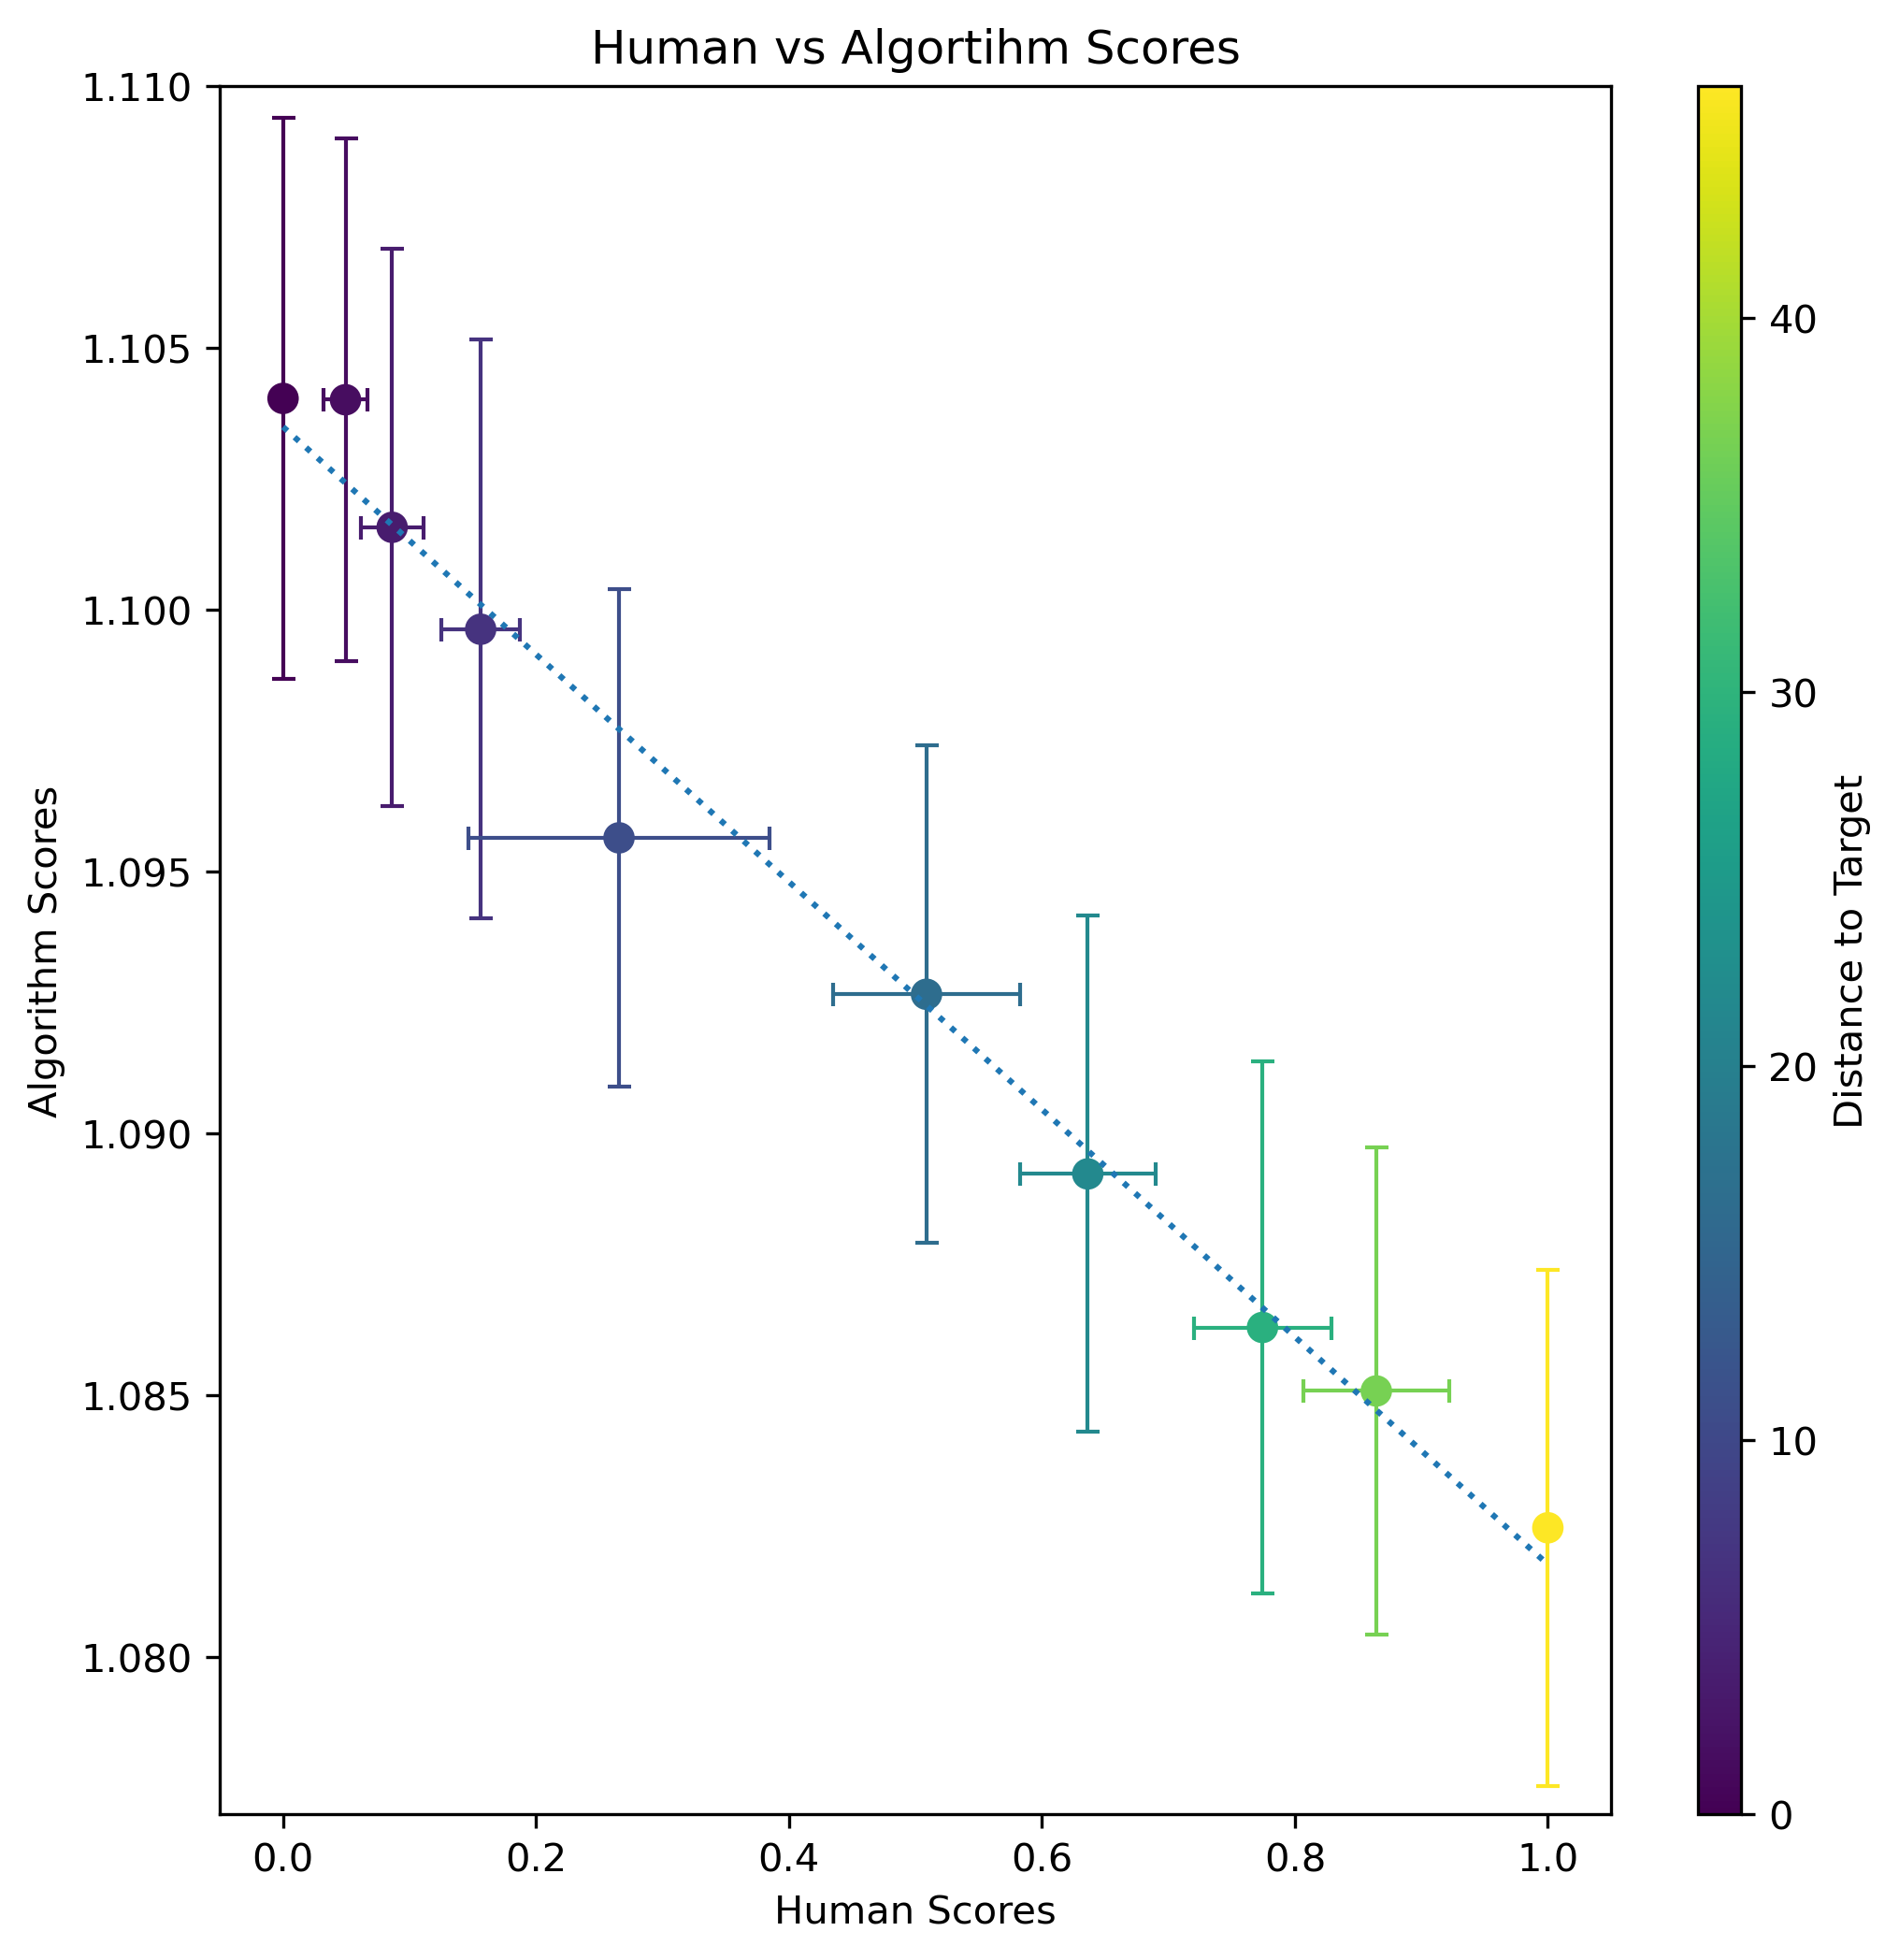 Human vs Algortihm Scores
1.110
1.105
1.100
1.095
1.090
1.085
1.080
Algorithm Scores
0.0 0.2 0.4 0.6 0.8 1.0
Human Scores
40
30
20
10
0
Distance to Target